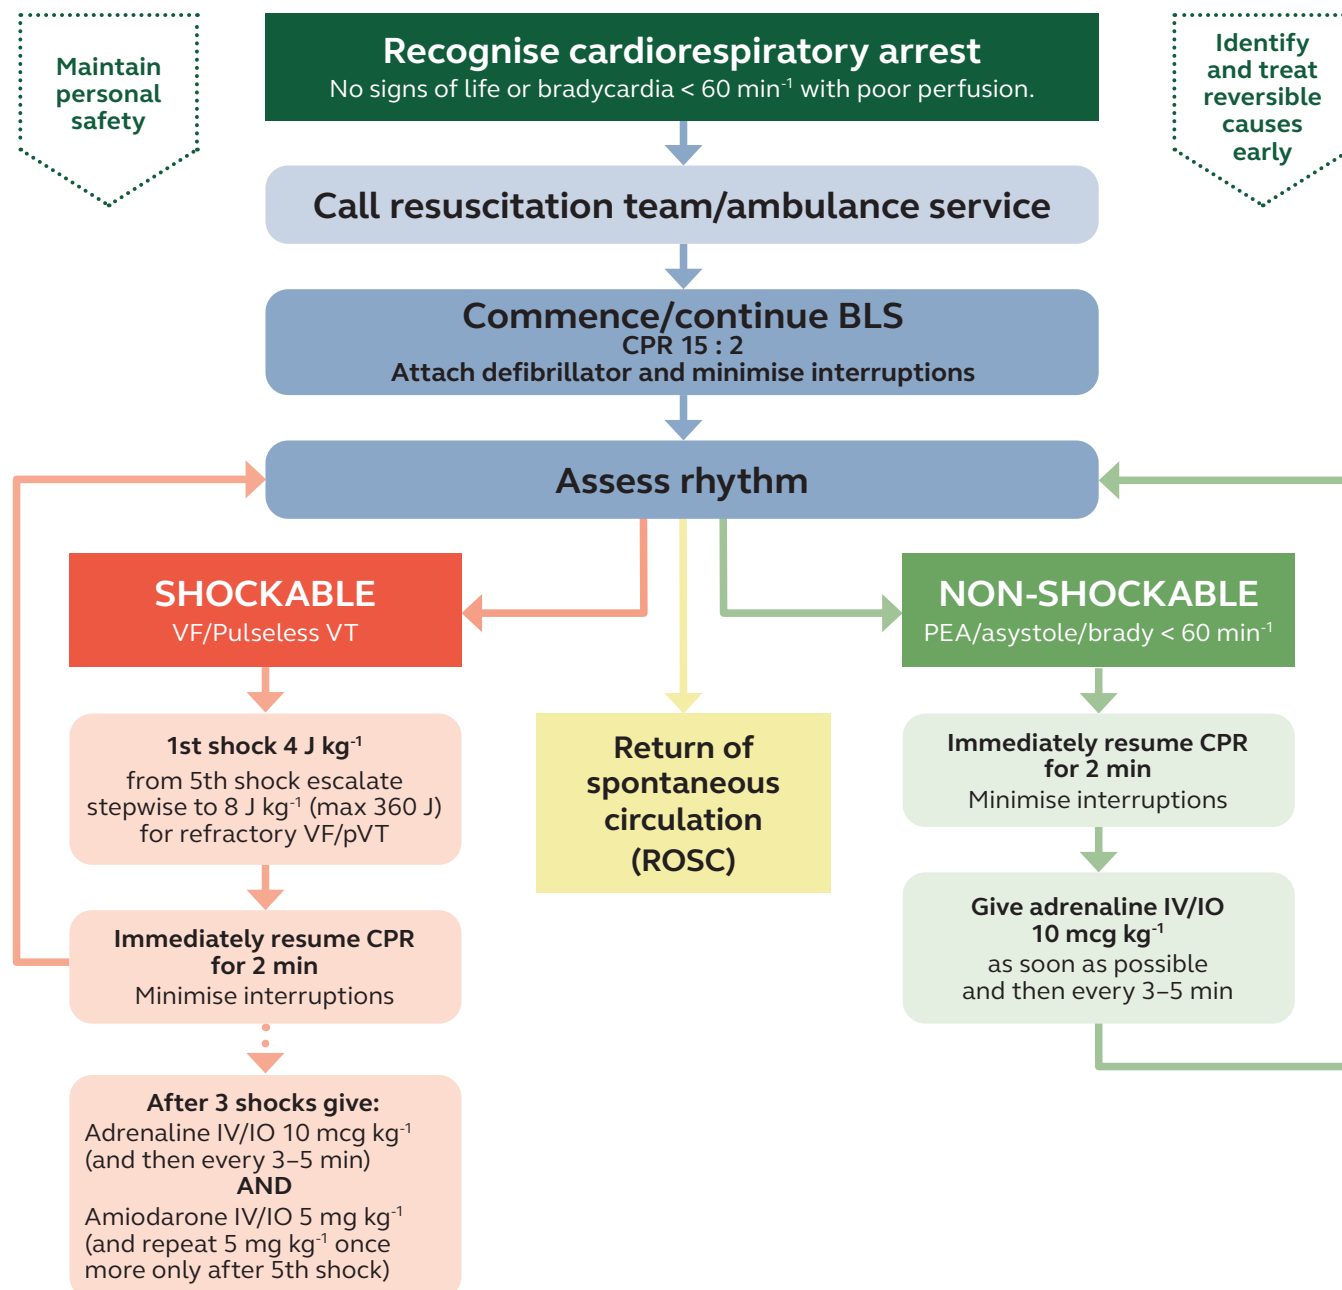 Maintain
personal
safety
Recognise cardiorespiratory arrest
No signs of life or bradycardia < 60 min⁻¹ with poor perfusion.
Identify
and treat
reversible
causes
early
Call resuscitation team/ambulance service
Commence/continue BLS
CPR 15 : 2
Attach defibrillator and minimise interruptions
Assess rhythm
SHOCKABLE
VF/Pulseless VT
1st shock 4 J kg⁻¹
from 5th shock escalate
stepwise to 8 J kg⁻¹ (max 360 J)
for refractory VF/pVT
Immediately resume CPR
for 2 min
Minimise interruptions
After 3 shocks give:
Adrenaline IV/IO 10 mcg kg⁻¹
(and then every 3–5 min)
AND
Amiodarone IV/IO 5 mg kg⁻¹
(and repeat 5 mg kg⁻¹ once
more only after 5th shock)
Return of
spontaneous
circulation
(ROSC)
NON-SHOCKABLE
PEA/asystole/brady < 60 min⁻¹
Immediately resume CPR
for 2 min
Minimise interruptions
Give adrenaline IV/IO
10 mcg kg⁻¹
as soon as possible
and then every 3–5 min